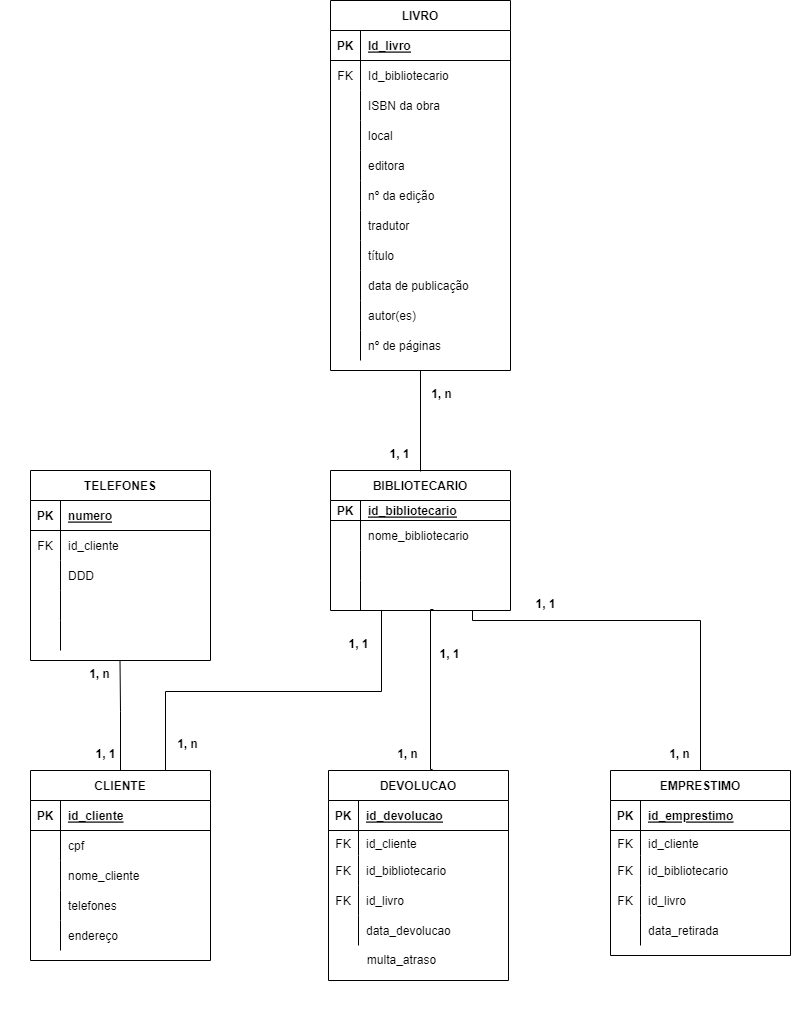 LIVRO
PK Id_livro
FK Id_bibliotecario
ISBN da obra
local
editora
nº da edição
tradutor
título
data de publicação
autor(es)
nº de páginas
1, n
1, 1
TELEFONES
PK numero
FK id_cliente
DDD
BIBLIOTECARIO
PK id_bibliotecario
nome_bibliotecario
1, 1
1, 1
1, 1
1, n
1, 1
1, n
1, n
1, n
CLIENTE
PK id_cliente
cpf
nome_cliente
telefones
endereço
DEVOLUCAO
PK id_devolucao
FK id_cliente
FK id_bibliotecario
FK id_livro
data_devolucao
multa_atraso
EMPRESTIMO
PK id_emprestimo
FK id_cliente
FK id_bibliotecario
FK id_livro
data_retirada